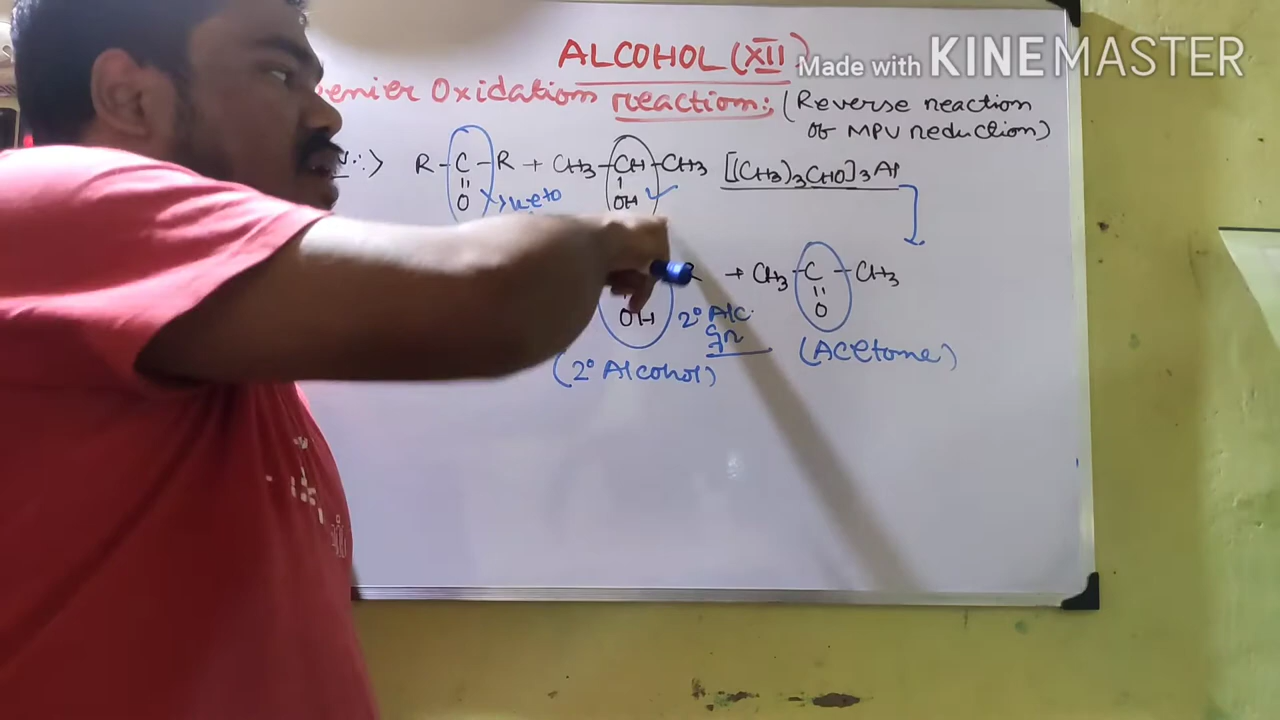 ALCOHOL (XII)
Made with KINEMASTER
enier Oxidation reaction: (Reverse reaction
of MPV reduction)
:> R-C-R + CH3-CH-CH3 [(CH3)3CHO]3Al
|| |
O keto OH
R + CH3-C-CH3
||
OH 2° Alc. O
gr
(2° Alcohol) (Acetone)